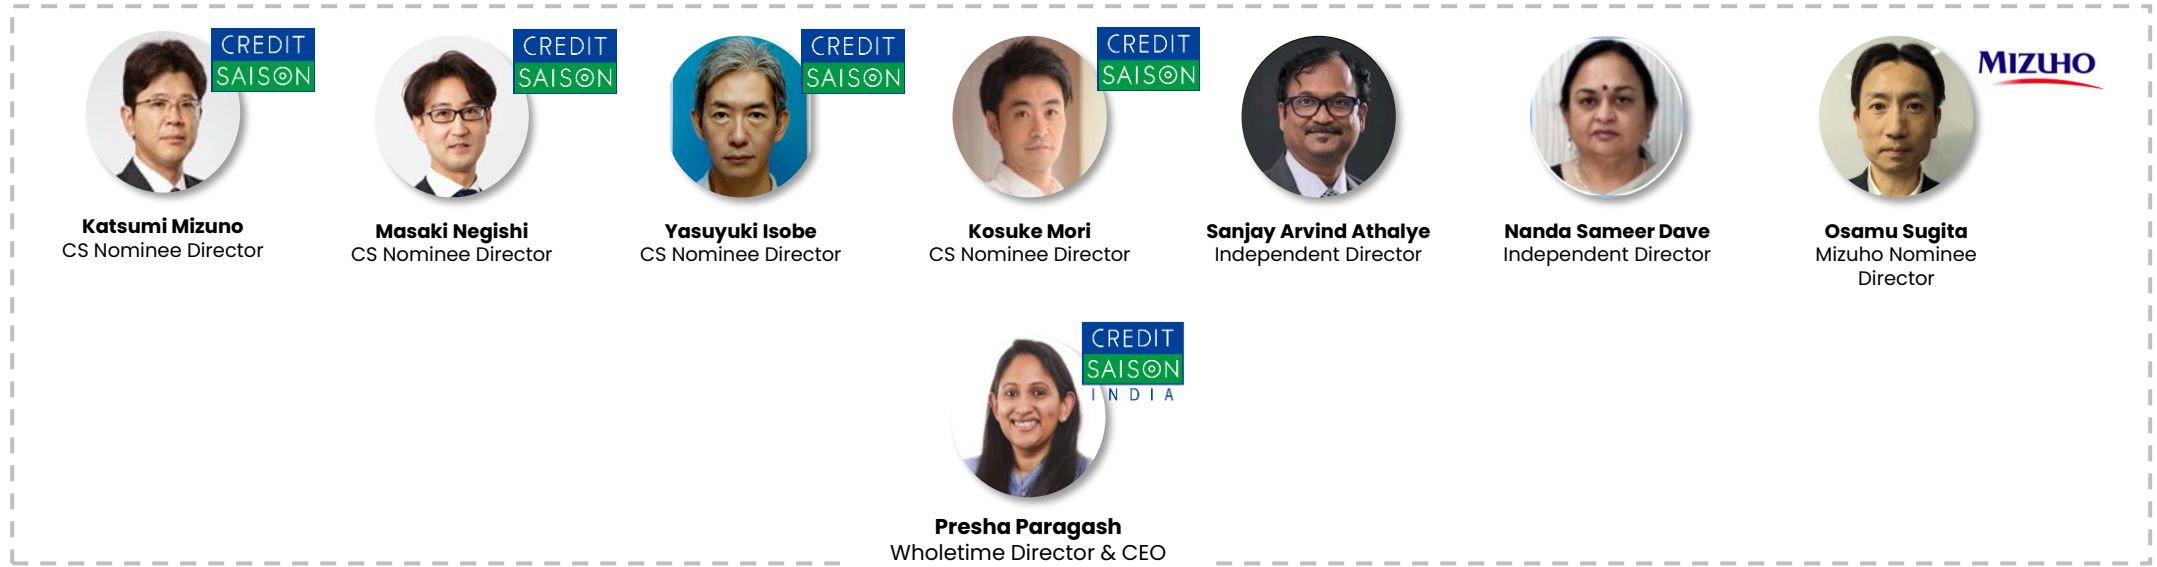 CREDIT
SAISON
Katsumi Mizuno
CS Nominee Director
CREDIT
SAISON
Masaki Negishi
CS Nominee Director
CREDIT
SAISON
Yasuyuki Isobe
CS Nominee Director
CREDIT
SAISON
Kosuke Mori
CS Nominee Director
Sanjay Arvind Athalye
Independent Director
Nanda Sameer Dave
Independent Director
MIZUHO
Osamu Sugita
Mizuho Nominee
Director
CREDIT
SAISON
INDIA
Presha Paragash
Wholetime Director & CEO